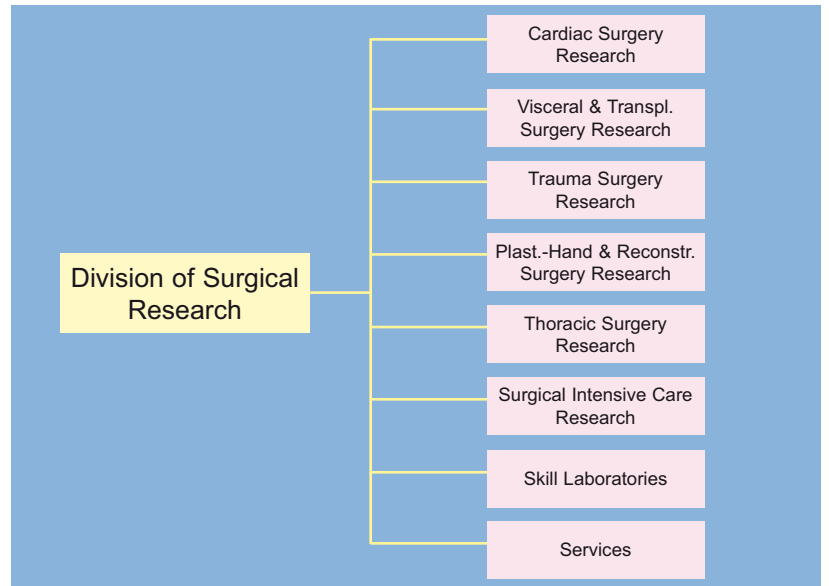 Cardiac Surgery
Research
Visceral & Transpl.
Surgery Research
Trauma Surgery
Research
Plast.-Hand & Reconstr.
Surgery Research
Division of Surgical
Research
Thoracic Surgery
Research
Surgical Intensive Care
Research
Skill Laboratories
Services